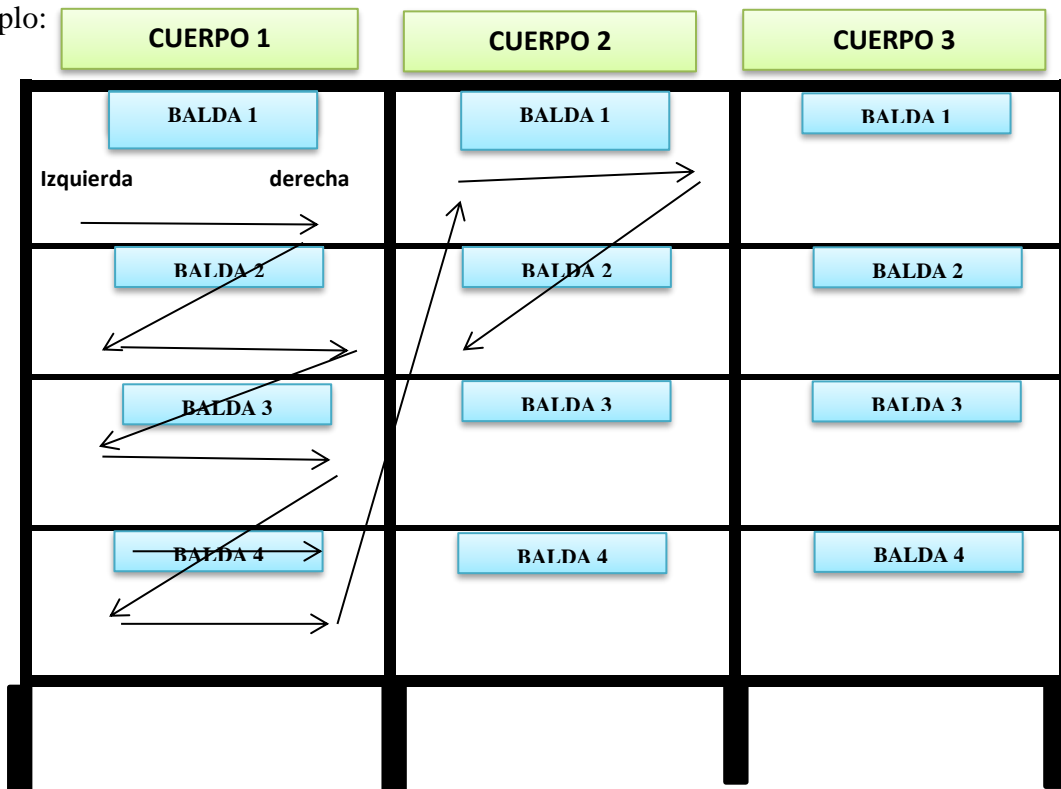 plo:
CUERPO 1 CUERPO 2 CUERPO 3
BALDA 1 BALDA 1 BALDA 1
Izquierda derecha
BALDA 2 BALDA 2 BALDA 2
BALDA 3 BALDA 3 BALDA 3
BALDA 4 BALDA 4 BALDA 4